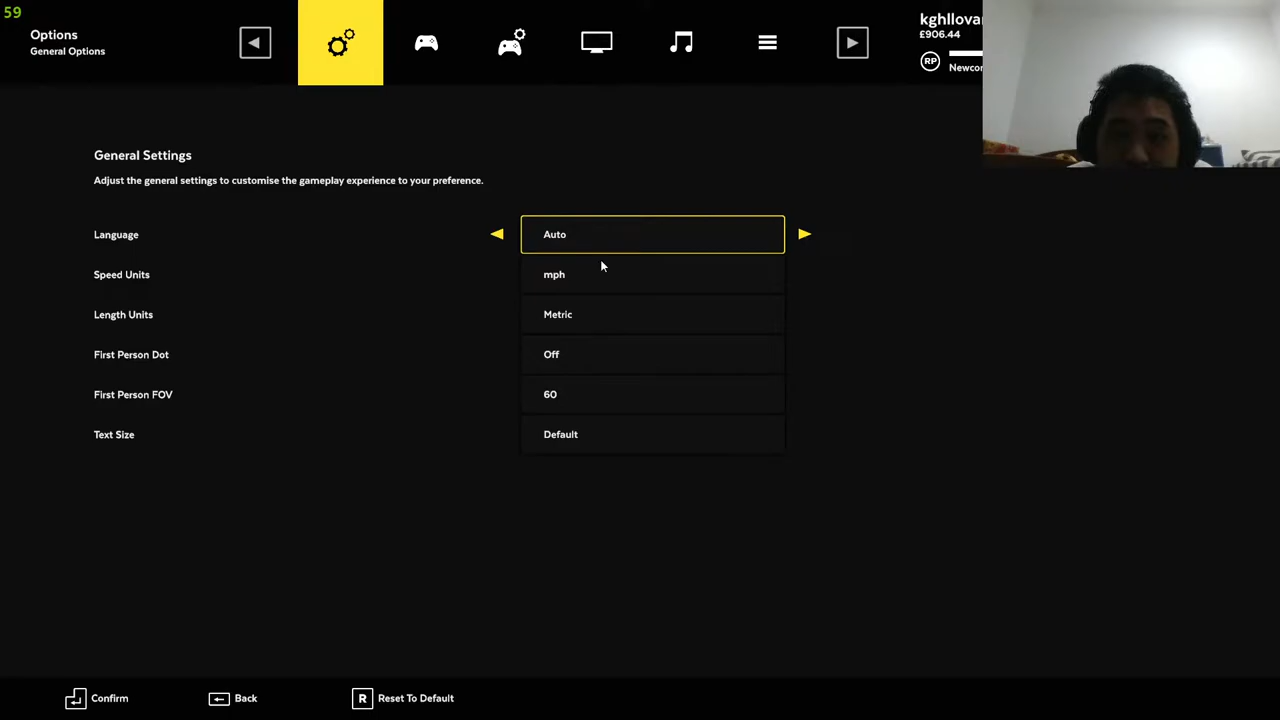 59
Options
General Options
kghllovar
£906.44
RP
Newcon
General Settings
Adjust the general settings to customise the gameplay experience to your preference.
Language Auto
Speed Units mph
Length Units Metric
First Person Dot Off
First Person FOV 60
Text Size Default
Confirm Back R Reset To Default